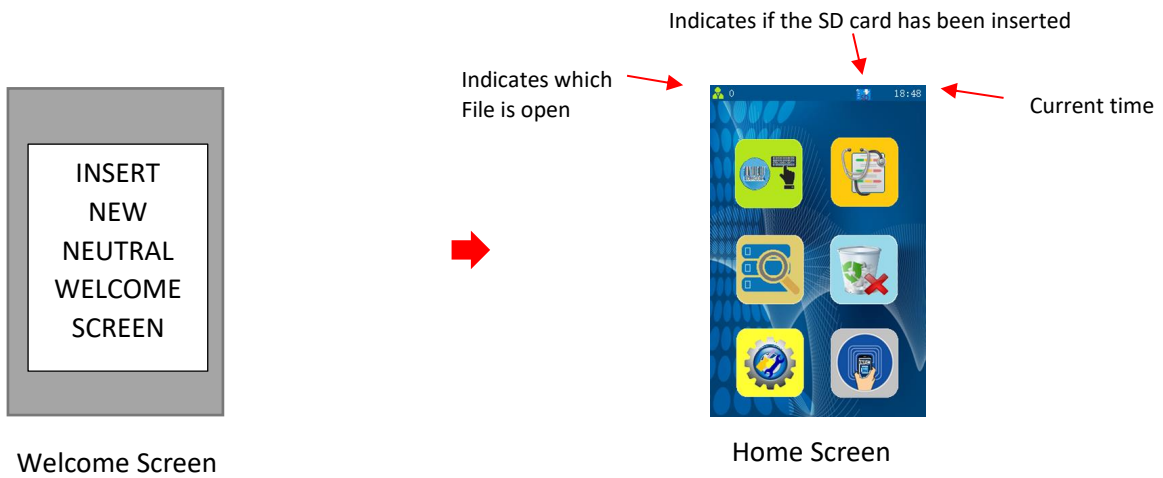 Indicates if the SD card has been inserted
Indicates which
File is open
Current time
0
18:48
INSERT
NEW
NEUTRAL
WELCOME
SCREEN
Welcome Screen
Home Screen